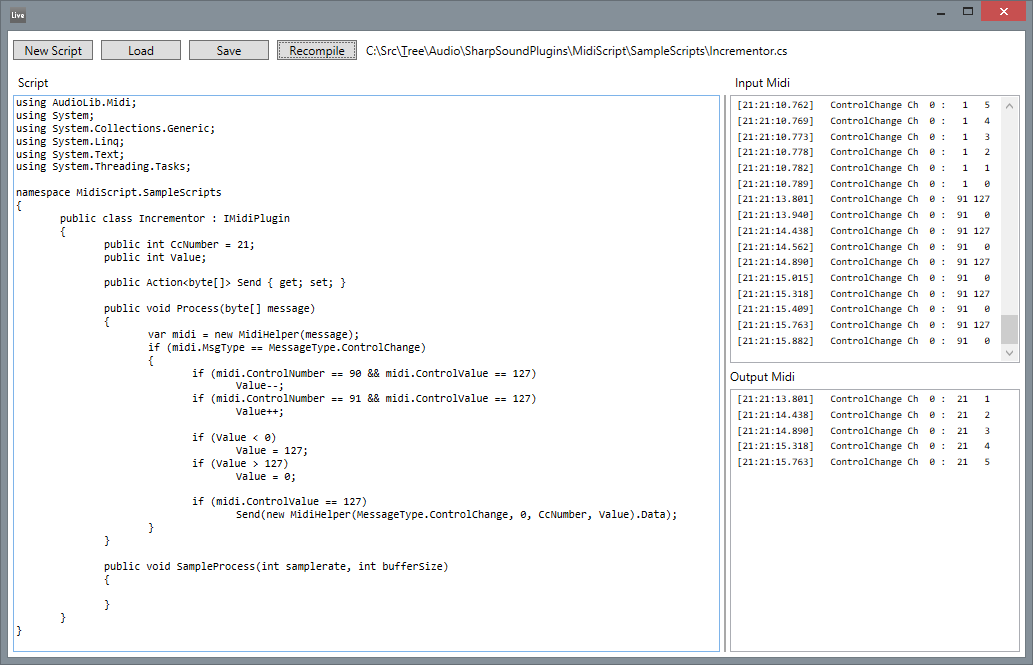 Live
New Script Load Save Recompile C:\Src\Tree\Audio\SharpSoundPlugins\MidiScript\SampleScripts\Incrementor.cs
Script
using AudioLib.Midi;
using System;
using System.Collections.Generic;
using System.Linq;
using System.Text;
using System.Threading.Tasks;
namespace MidiScript.SampleScripts
{
public class Incrementor : IMidiPlugin
{
public int CcNumber = 21;
public int Value;
public Action<byte[]> Send { get; set; }
public void Process(byte[] message)
{
var midi = new MidiHelper(message);
if (midi.MsgType == MessageType.ControlChange)
{
if (midi.ControlNumber == 90 && midi.ControlValue == 127)
Value--;
if (midi.ControlNumber == 91 && midi.ControlValue == 127)
Value++;
if (Value < 0)
Value = 127;
if (Value > 127)
Value = 0;
if (midi.ControlValue == 127)
Send(new MidiHelper(MessageType.ControlChange, 0, CcNumber, Value).Data);
}
}
public void SampleProcess(int samplerate, int bufferSize)
{
}
}
}
Input Midi
[21:21:10.762] ControlChange Ch 0 : 1 5
[21:21:10.769] ControlChange Ch 0 : 1 4
[21:21:10.773] ControlChange Ch 0 : 1 3
[21:21:10.778] ControlChange Ch 0 : 1 2
[21:21:10.782] ControlChange Ch 0 : 1 1
[21:21:10.789] ControlChange Ch 0 : 1 0
[21:21:13.801] ControlChange Ch 0 : 91 127
[21:21:13.940] ControlChange Ch 0 : 91 0
[21:21:14.438] ControlChange Ch 0 : 91 127
[21:21:14.562] ControlChange Ch 0 : 91 0
[21:21:14.890] ControlChange Ch 0 : 91 127
[21:21:15.015] ControlChange Ch 0 : 91 0
[21:21:15.318] ControlChange Ch 0 : 91 127
[21:21:15.409] ControlChange Ch 0 : 91 0
[21:21:15.763] ControlChange Ch 0 : 91 127
[21:21:15.882] ControlChange Ch 0 : 91 0
Output Midi
[21:21:13.801] ControlChange Ch 0 : 21 1
[21:21:14.438] ControlChange Ch 0 : 21 2
[21:21:14.890] ControlChange Ch 0 : 21 3
[21:21:15.318] ControlChange Ch 0 : 21 4
[21:21:15.763] ControlChange Ch 0 : 21 5